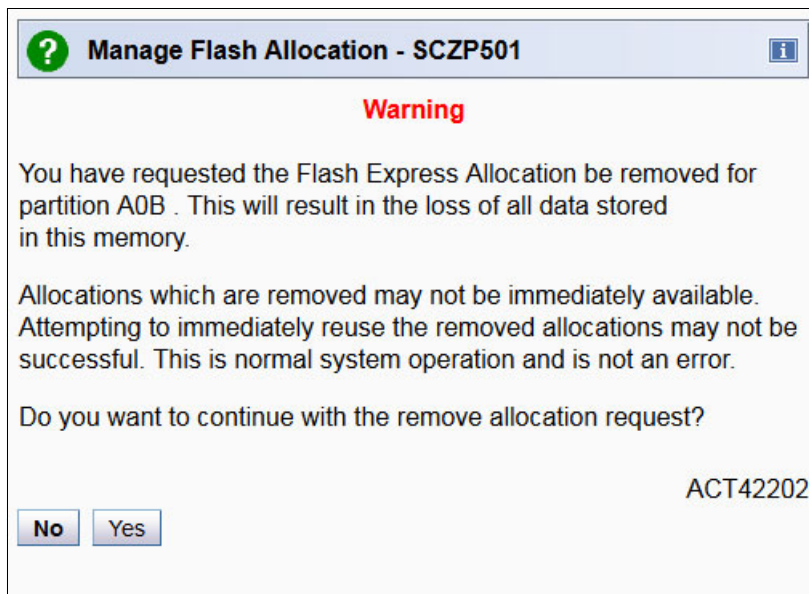 Manage Flash Allocation - SCZP501
Warning
You have requested the Flash Express Allocation be removed for
partition A0B . This will result in the loss of all data stored
in this memory.
Allocations which are removed may not be immediately available.
Attempting to immediately reuse the removed allocations may not be
successful. This is normal system operation and is not an error.
Do you want to continue with the remove allocation request?
ACT42202
No Yes